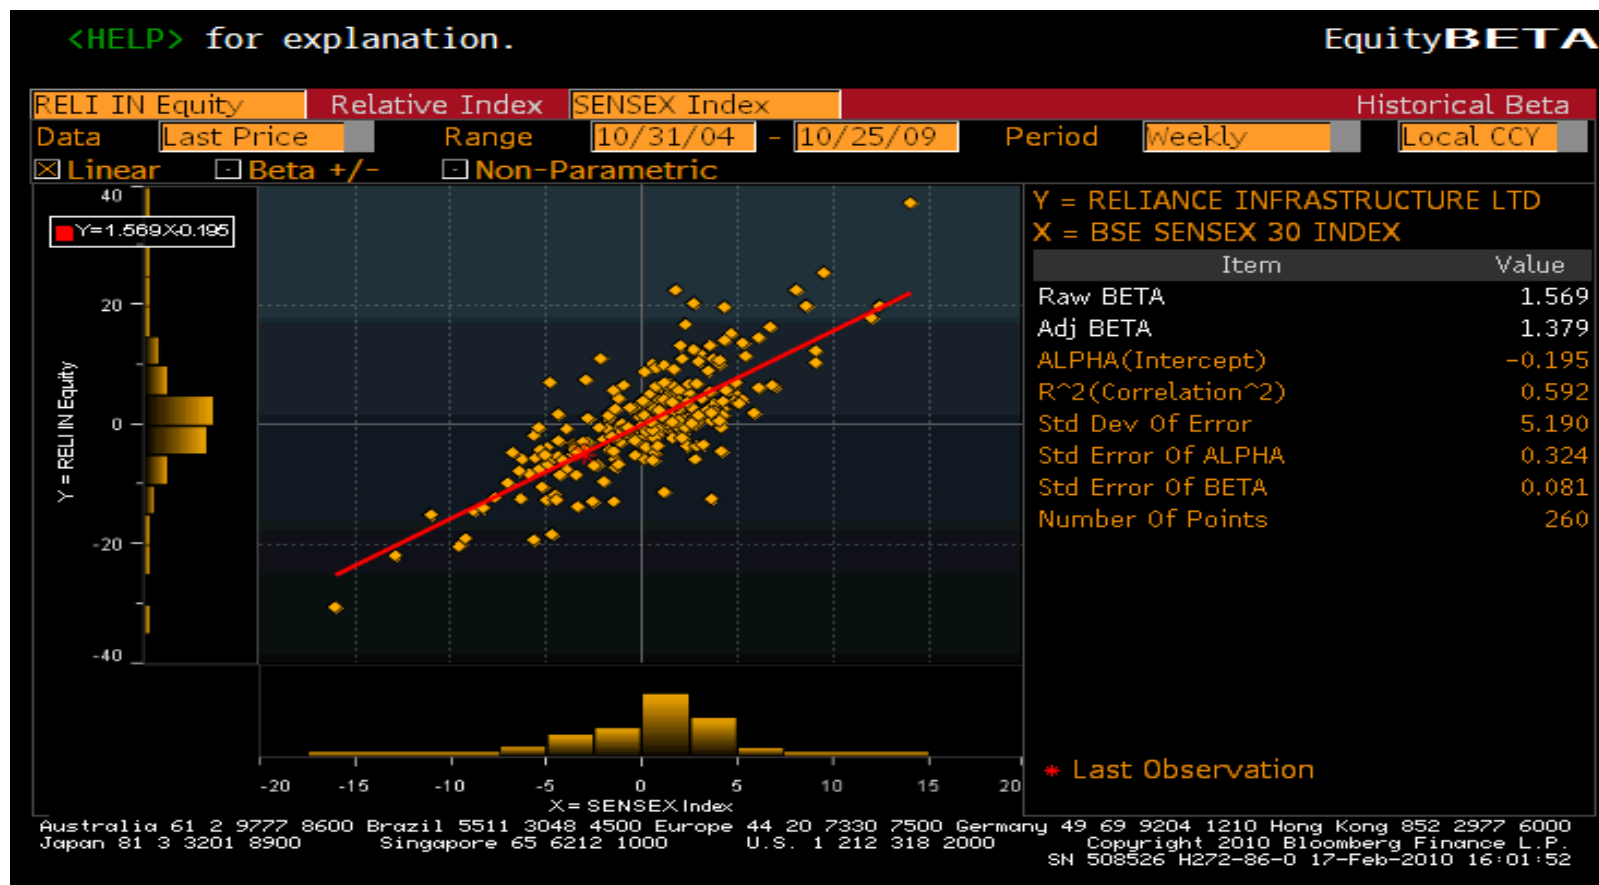 <HELP> for explanation. EquityBETA
RELI IN Equity Relative Index SENSEX Index Historical Beta
Data Last Price Range 10/31/04 - 10/25/09 Period Weekly Local CCY
Linear Beta +/- Non-Parametric
Y = RELIANCE INFRASTRUCTURE LTD
X = BSE SENSEX 30 INDEX
Item Value
Raw BETA 1.569
Adj BETA 1.379
ALPHA(Intercept) -0.195
R^2(Correlation^2) 0.592
Std Dev Of Error 5.190
Std Error Of ALPHA 0.324
Std Error Of BETA 0.081
Number Of Points 260
* Last Observation
Y=1.569X-0.195
40
20
0
-20
-40
Y = RELI IN Equity
-20 -15 -10 -5 0 5 10 15 20
X = SENSEX Index
Australia 61 2 9777 8600 Brazil 5511 3048 4500 Europe 44 20 7330 7500 Germany 49 69 9204 1210 Hong Kong 852 2977 6000
Japan 81 3 3201 8900 Singapore 65 6212 1000 U.S. 1 212 318 2000 Copyright 2010 Bloomberg Finance L.P.
SN 508526 H272-86-0 17-Feb-2010 16:01:52